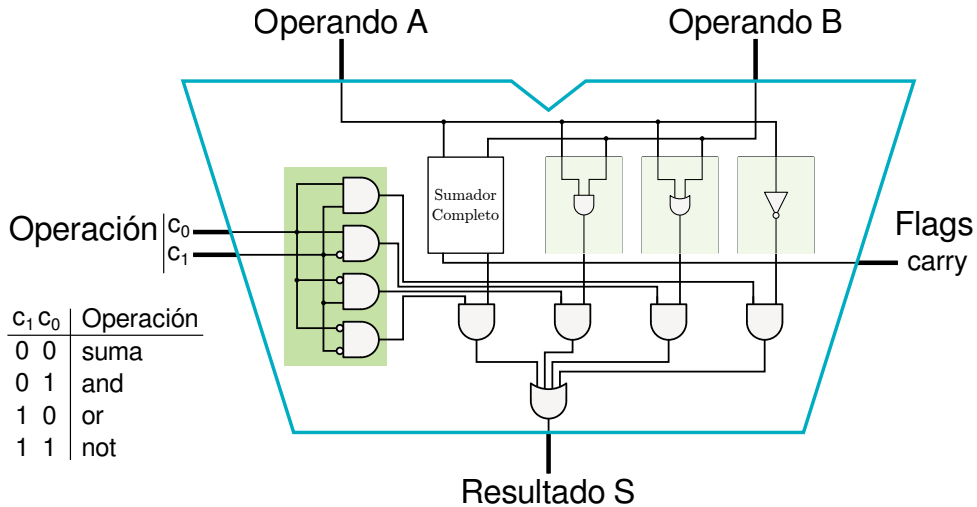 Operando A
Operando B
Sumador
Completo
Operación
c0
c1
Flags
carry
c1 c0 Operación
0 0 suma
0 1 and
1 0 or
1 1 not
Resultado S